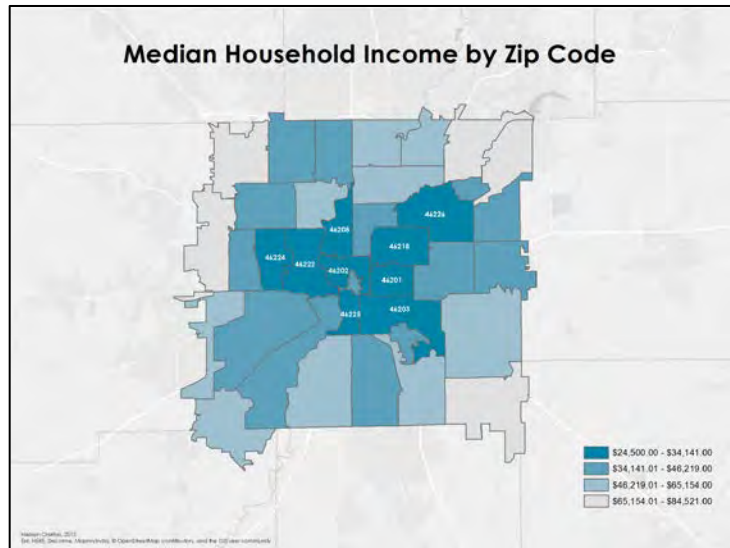 Median Household Income by Zip Code
46226
46208
46218
46224
46222
46202
46201
46225
46203
$24,500.00 - $34,141.00
$34,141.01 - $46,219.00
$46,219.01 - $65,154.00
$65,154.01 - $84,521.00